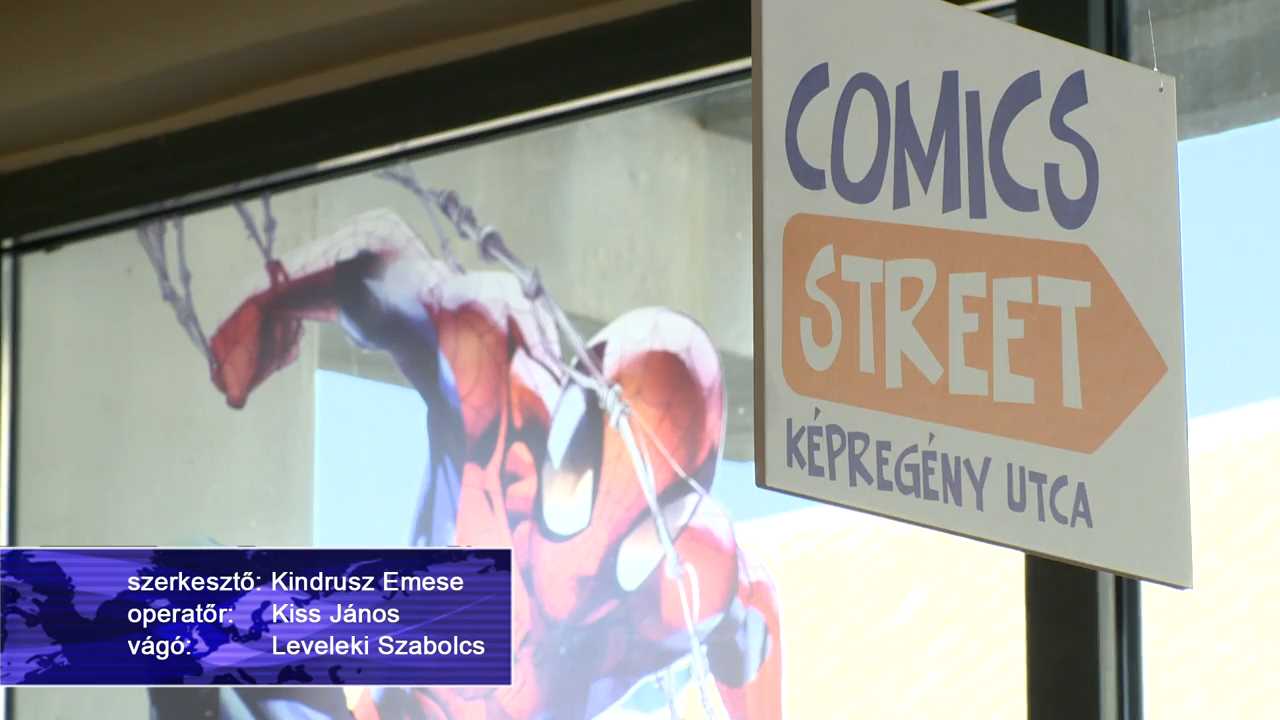 COMICS
STREET
KÉPREGÉNY UTCA
szerkesztő: Kindrusz Emese
operatőr: Kiss János
vágó: Leveleki Szabolcs